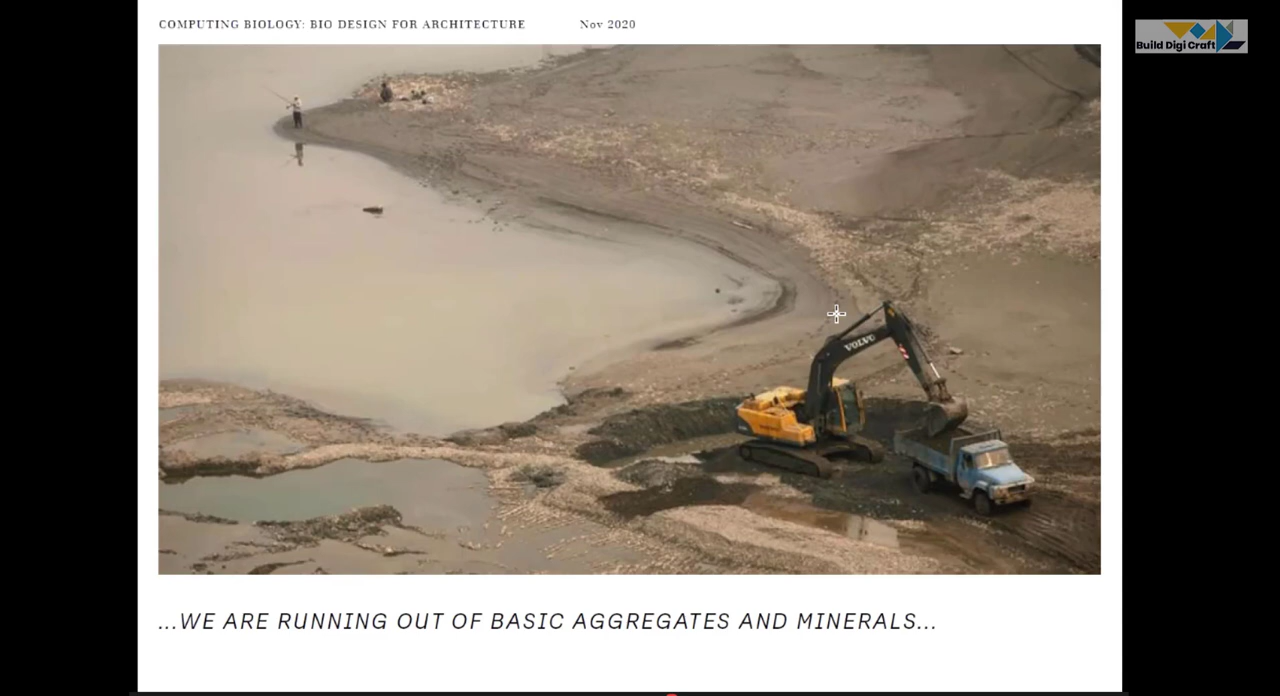 COMPUTING BIOLOGY: BIO DESIGN FOR ARCHITECTURE Nov 2020
Build Digi Craft
VOLVO
...WE ARE RUNNING OUT OF BASIC AGGREGATES AND MINERALS...